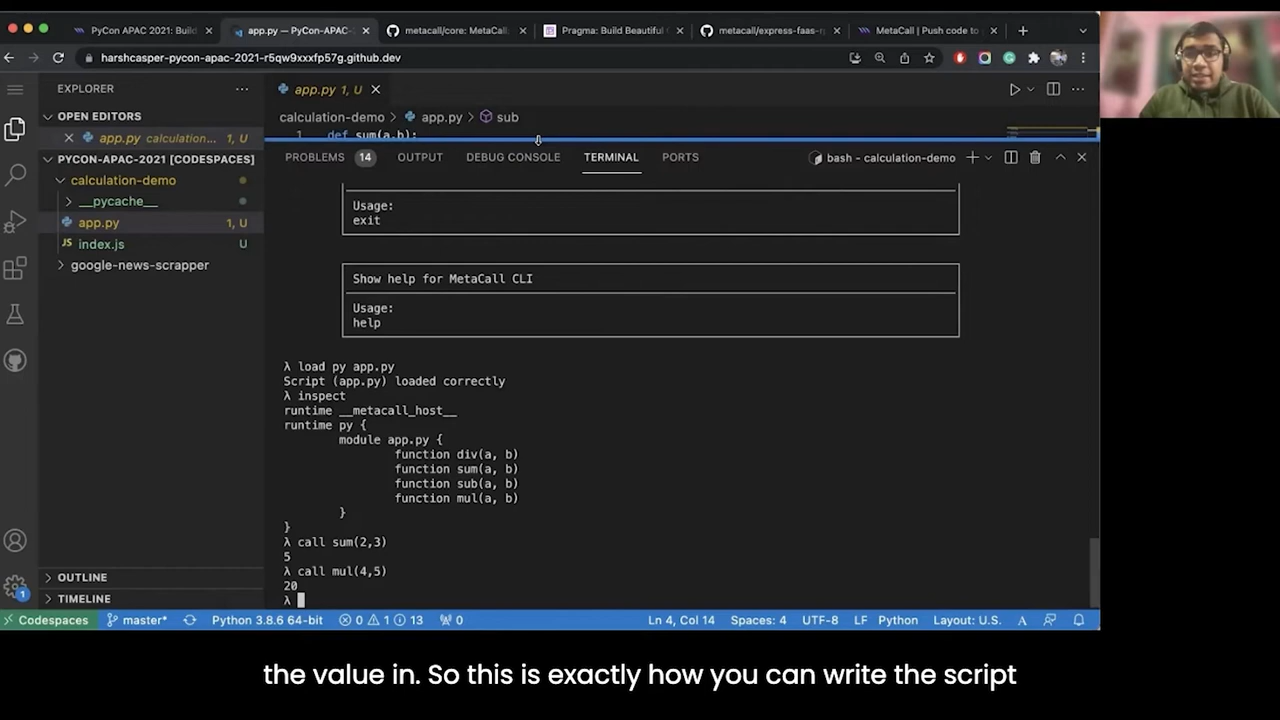 PyCon APAC 2021: Buil
app.py — PyCon-APAC-
metacall/core: MetaCall
Pragma: Build Beautiful
metacall/express-faas-r
MetaCall | Push code to
harshcasper-pycon-apac-2021-r5qw9xxxfp57g.github.dev
EXPLORER
app.py 1, U
OPEN EDITORS
app.py calculation... 1, U
calculation-demo > app.py > sub
1 def sum(a,b):
PYCON-APAC-2021 [CODESPACES]
calculation-demo
__pycache__
app.py 1, U
index.js U
google-news-scrapper
PROBLEMS 14 OUTPUT DEBUG CONSOLE TERMINAL PORTS
bash - calculation-demo
Usage:
exit
Show help for MetaCall CLI
Usage:
help
λ load py app.py
Script (app.py) loaded correctly
λ inspect
runtime __metacall_host__
runtime py {
module app.py {
function div(a, b)
function sum(a, b)
function sub(a, b)
function mul(a, b)
}
}
λ call sum(2,3)
5
λ call mul(4,5)
20
λ
OUTLINE
TIMELINE
1
Codespaces master* Python 3.8.6 64-bit 0 1 13 0 Ln 4, Col 14 Spaces: 4 UTF-8 LF Python Layout: U.S.
the value in. So this is exactly how you can write the script